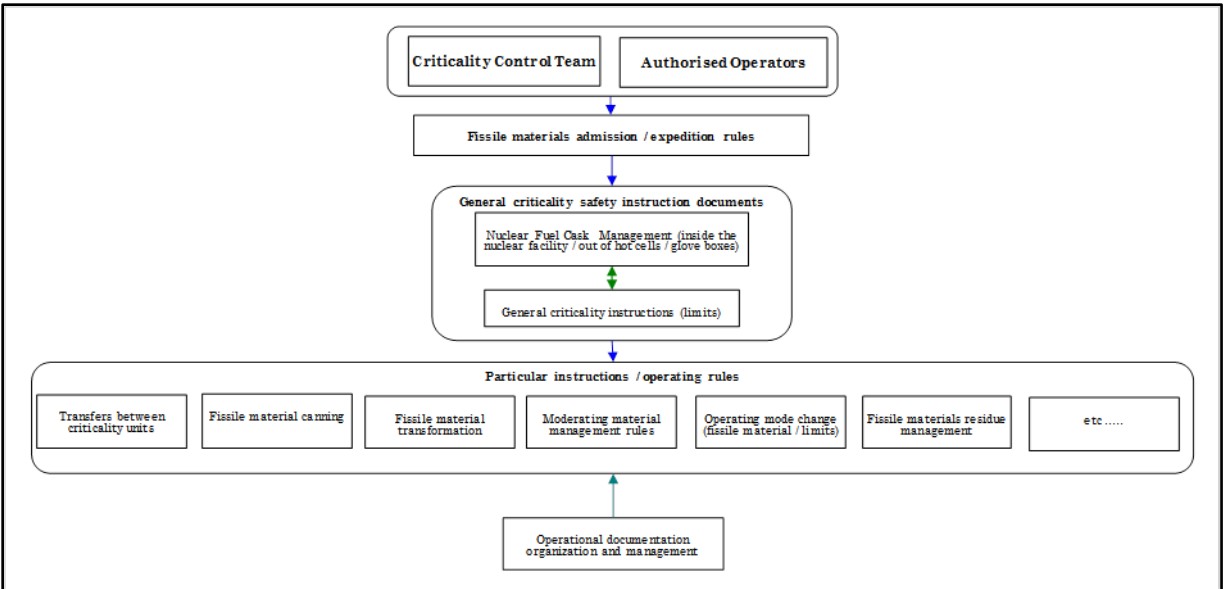 Criticality Control Team
Authorised Operators
Fissile materials admission / expedition rules
General criticality safety instruction documents
Nuclear Fuel Cask Management (inside the
nuclear facility / out of hot cells / glove boxes)
General criticality instructions (limits)
Particular instructions / operating rules
Transfers between
criticality units
Fissile material canning
Fissile material
transformation
Moderating material
management rules
Operating mode change
(fissile material / limits)
Fissile materials residue
management
etc .....
Operational documentation
organization and management